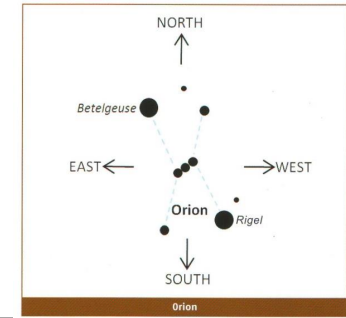 NORTH
Betelgeuse
EAST
WEST
Orion
Rigel
SOUTH
Orion